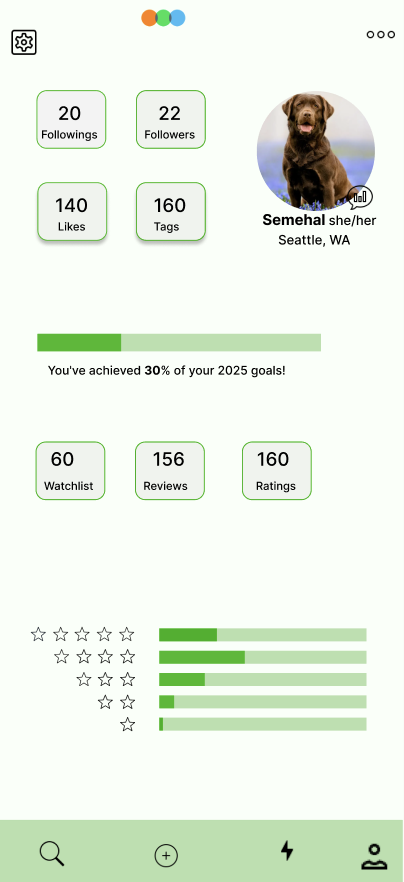 20
Followings
22
Followers
140
Likes
160
Tags
Semehal she/her
Seattle, WA
You've achieved 30% of your 2025 goals!
60
Watchlist
156
Reviews
160
Ratings